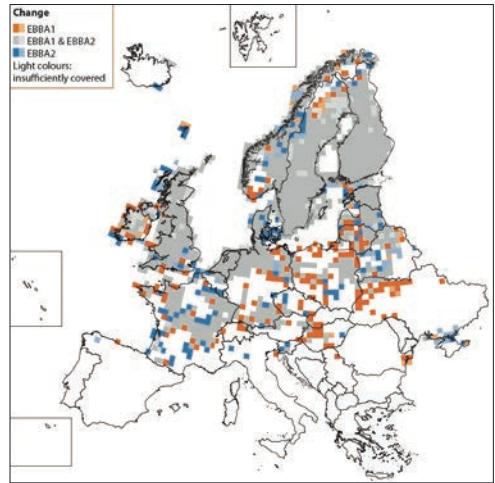 Change
EBBA1
EBBA1 & EBBA2
EBBA2
Light colours:
insufficiently covered